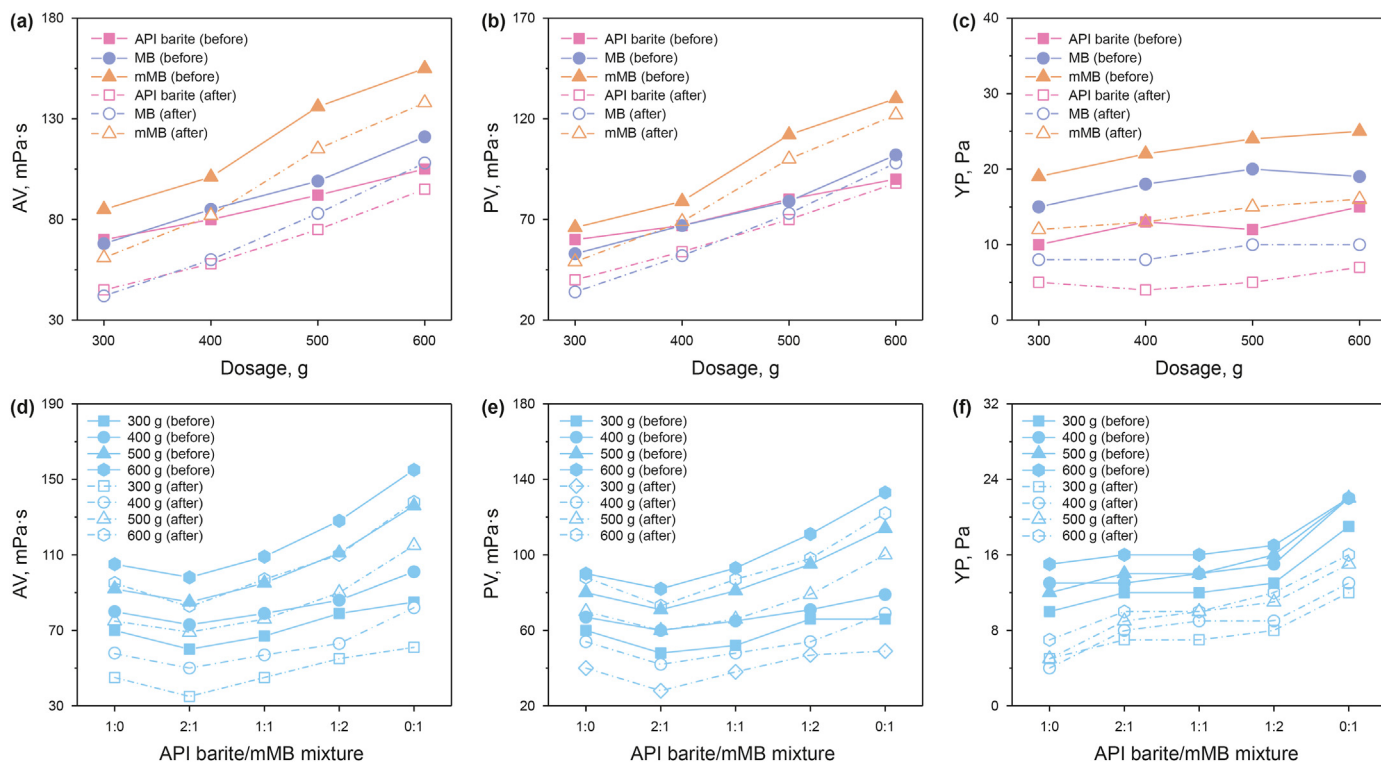 (a)
180
130
80
30
AV, mPa·s
API barite (before)
MB (before)
mMB (before)
API barite (after)
MB (after)
mMB (after)
300 400 500 600
Dosage, g
(b)
170
120
70
20
PV, mPa·s
API barite (before)
MB (before)
mMB (before)
API barite (after)
MB (after)
mMB (after)
300 400 500 600
Dosage, g
(c)
40
30
20
10
0
YP, Pa
API barite (before)
MB (before)
mMB (before)
API barite (after)
MB (after)
mMB (after)
300 400 500 600
Dosage, g
(d)
190
150
110
70
30
AV, mPa·s
300 g (before)
400 g (before)
500 g (before)
600 g (before)
300 g (after)
400 g (after)
500 g (after)
600 g (after)
1:0 2:1 1:1 1:2 0:1
API barite/mMB mixture
(e)
180
140
100
60
20
PV, mPa·s
300 g (before)
400 g (before)
500 g (before)
600 g (before)
300 g (after)
400 g (after)
500 g (after)
600 g (after)
1:0 2:1 1:1 1:2 0:1
API barite/mMB mixture
(f)
32
24
16
8
0
YP, Pa
300 g (before)
400 g (before)
500 g (before)
600 g (before)
300 g (after)
400 g (after)
500 g (after)
600 g (after)
1:0 2:1 1:1 1:2 0:1
API barite/mMB mixture